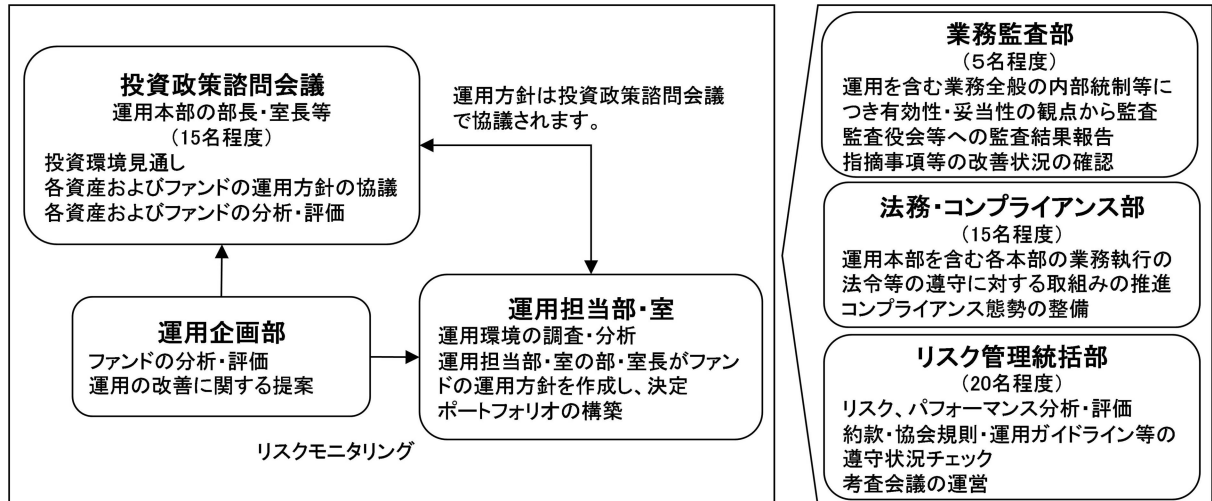 投資政策諮問会議
運用本部の部長・室長等
(15名程度)
投資環境見通し
各資産およびファンドの運用方針の協議
各資産およびファンドの分析・評価
運用方針は投資政策諮問会議
で協議されます。
運用企画部
ファンドの分析・評価
運用の改善に関する提案
運用担当部・室
運用環境の調査・分析
運用担当部・室の部・室長がファン
ドの運用方針を作成し、決定
ポートフォリオの構築
リスクモニタリング
業務監査部
(5名程度)
運用を含む業務全般の内部統制等に
つき有効性・妥当性の観点から監査
監査役会等への監査結果報告
指摘事項等の改善状況の確認
法務・コンプライアンス部
(15名程度)
運用本部を含む各本部の業務執行の
法令等の遵守に対する取組みの推進
コンプライアンス態勢の整備
リスク管理統括部
(20名程度)
リスク、パフォーマンス分析・評価
約款・協会規則・運用ガイドライン等の
遵守状況チェック
考査会議の運営